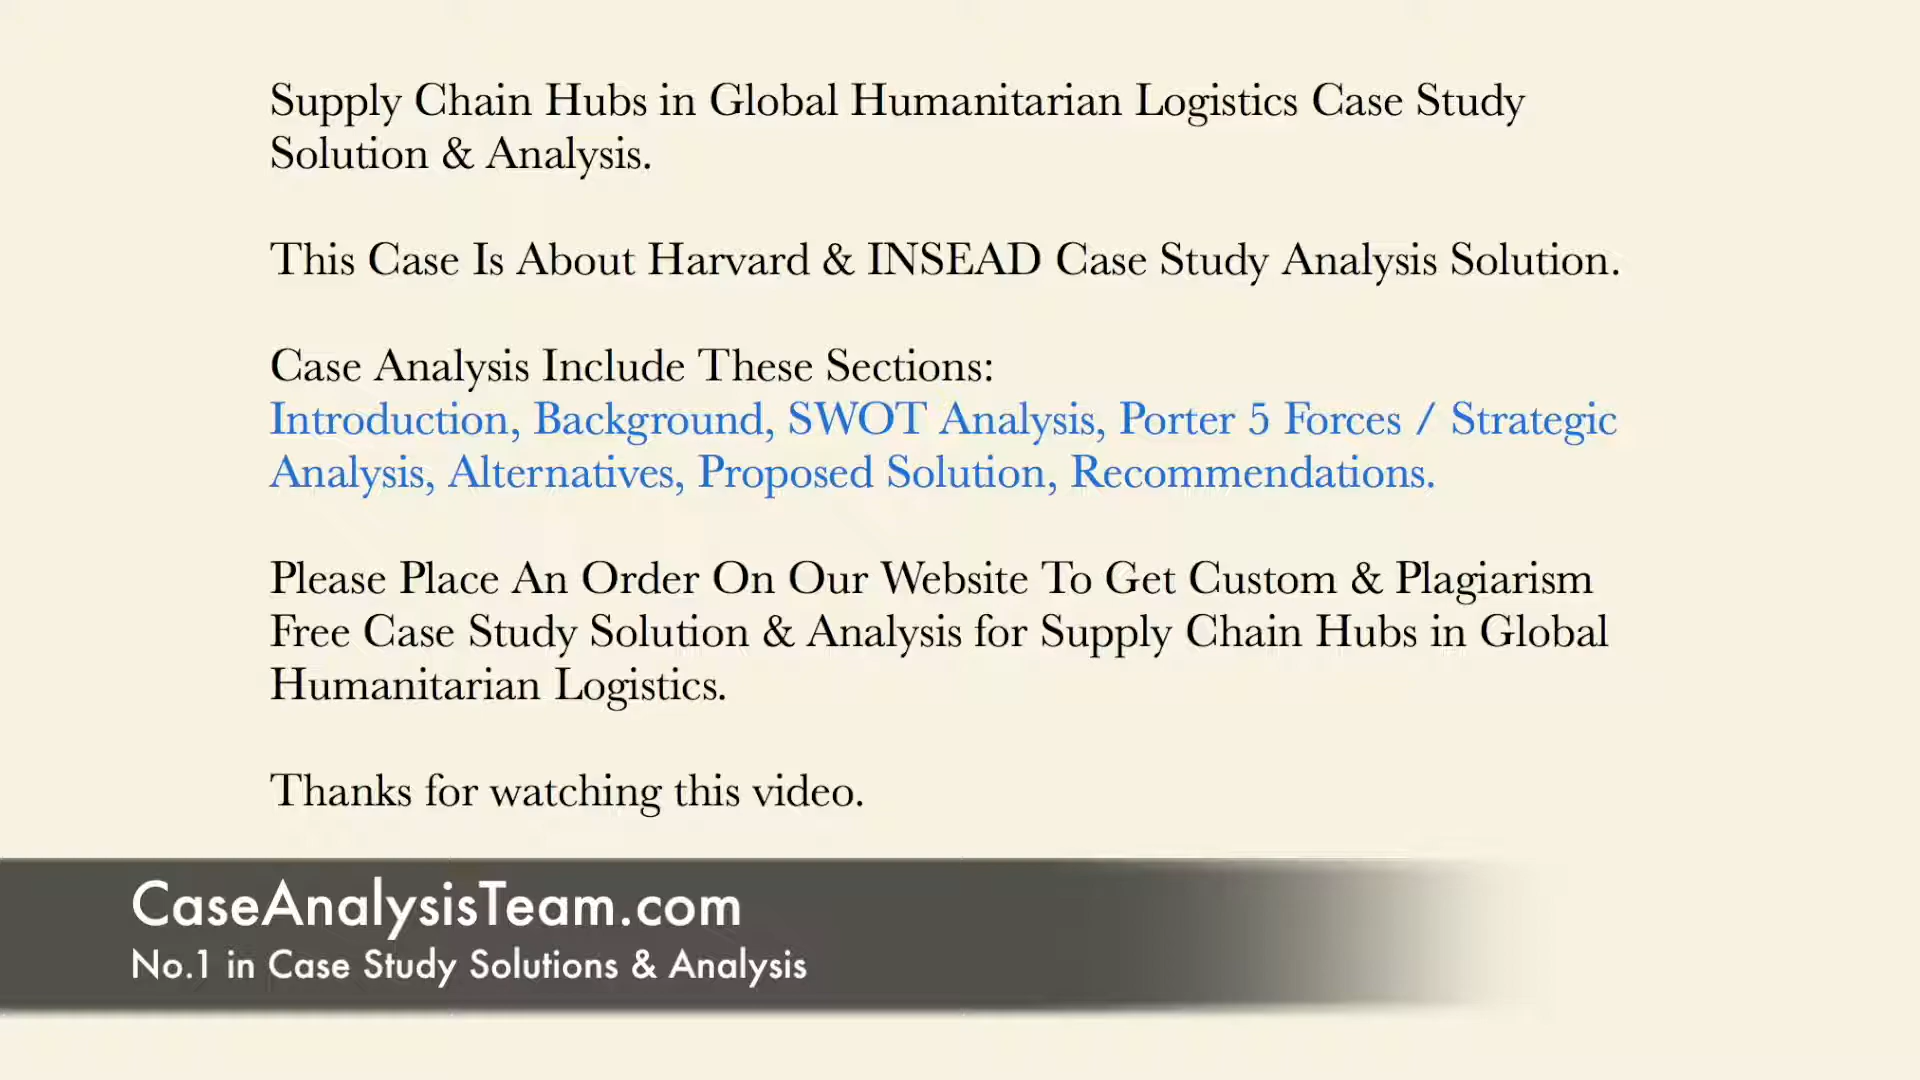 Supply Chain Hubs in Global Humanitarian Logistics Case Study
Solution & Analysis.
This Case Is About Harvard & INSEAD Case Study Analysis Solution.
Case Analysis Include These Sections:
Introduction, Background, SWOT Analysis, Porter 5 Forces / Strategic
Analysis, Alternatives, Proposed Solution, Recommendations.
Please Place An Order On Our Website To Get Custom & Plagiarism
Free Case Study Solution & Analysis for Supply Chain Hubs in Global
Humanitarian Logistics.
Thanks for watching this video.
CaseAnalysisTeam.com
No.1 in Case Study Solutions & Analysis